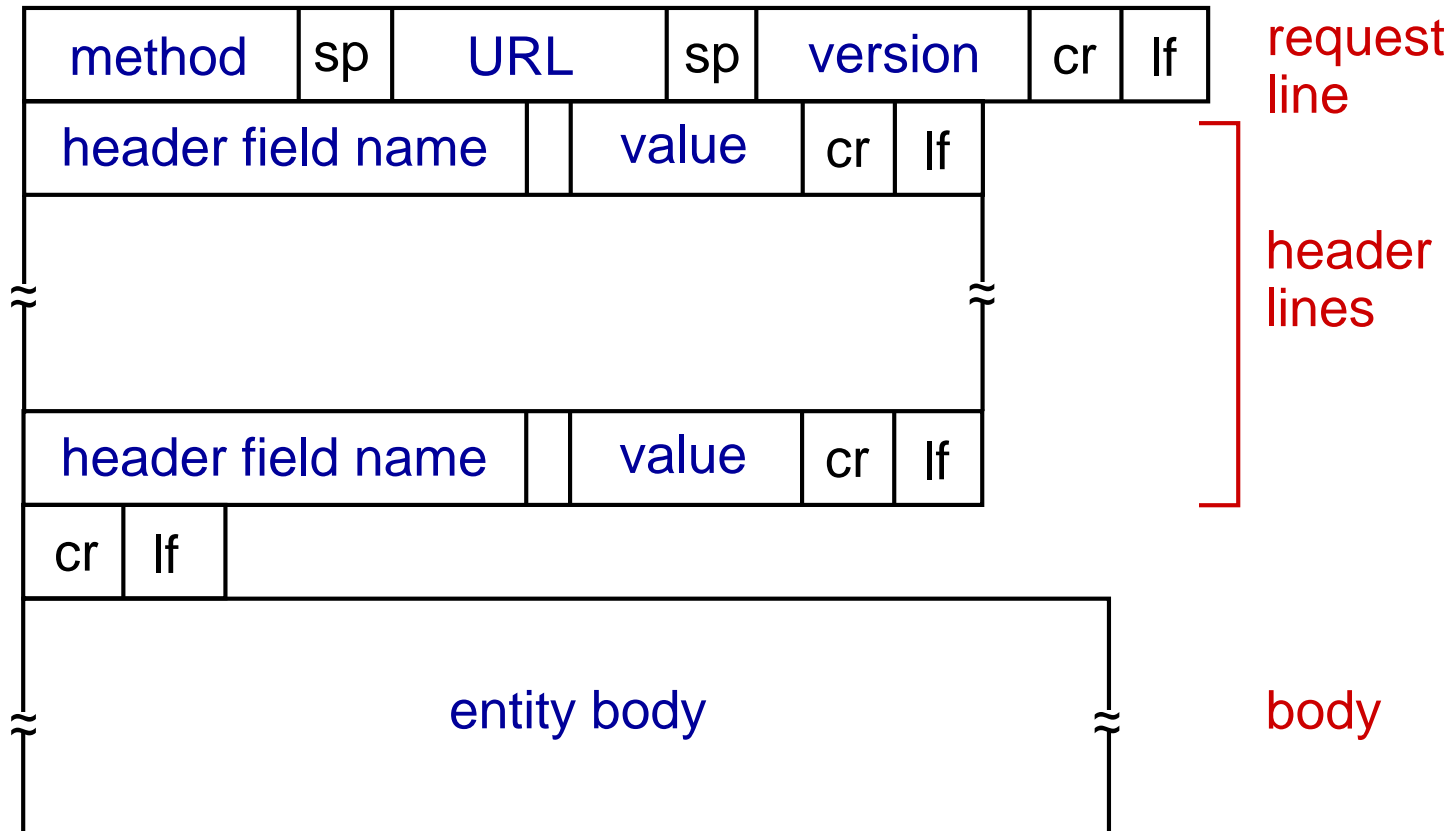 method sp URL sp version cr lf request
line
header field name value cr lf
header
lines
header field name value cr lf
cr lf
entity body body